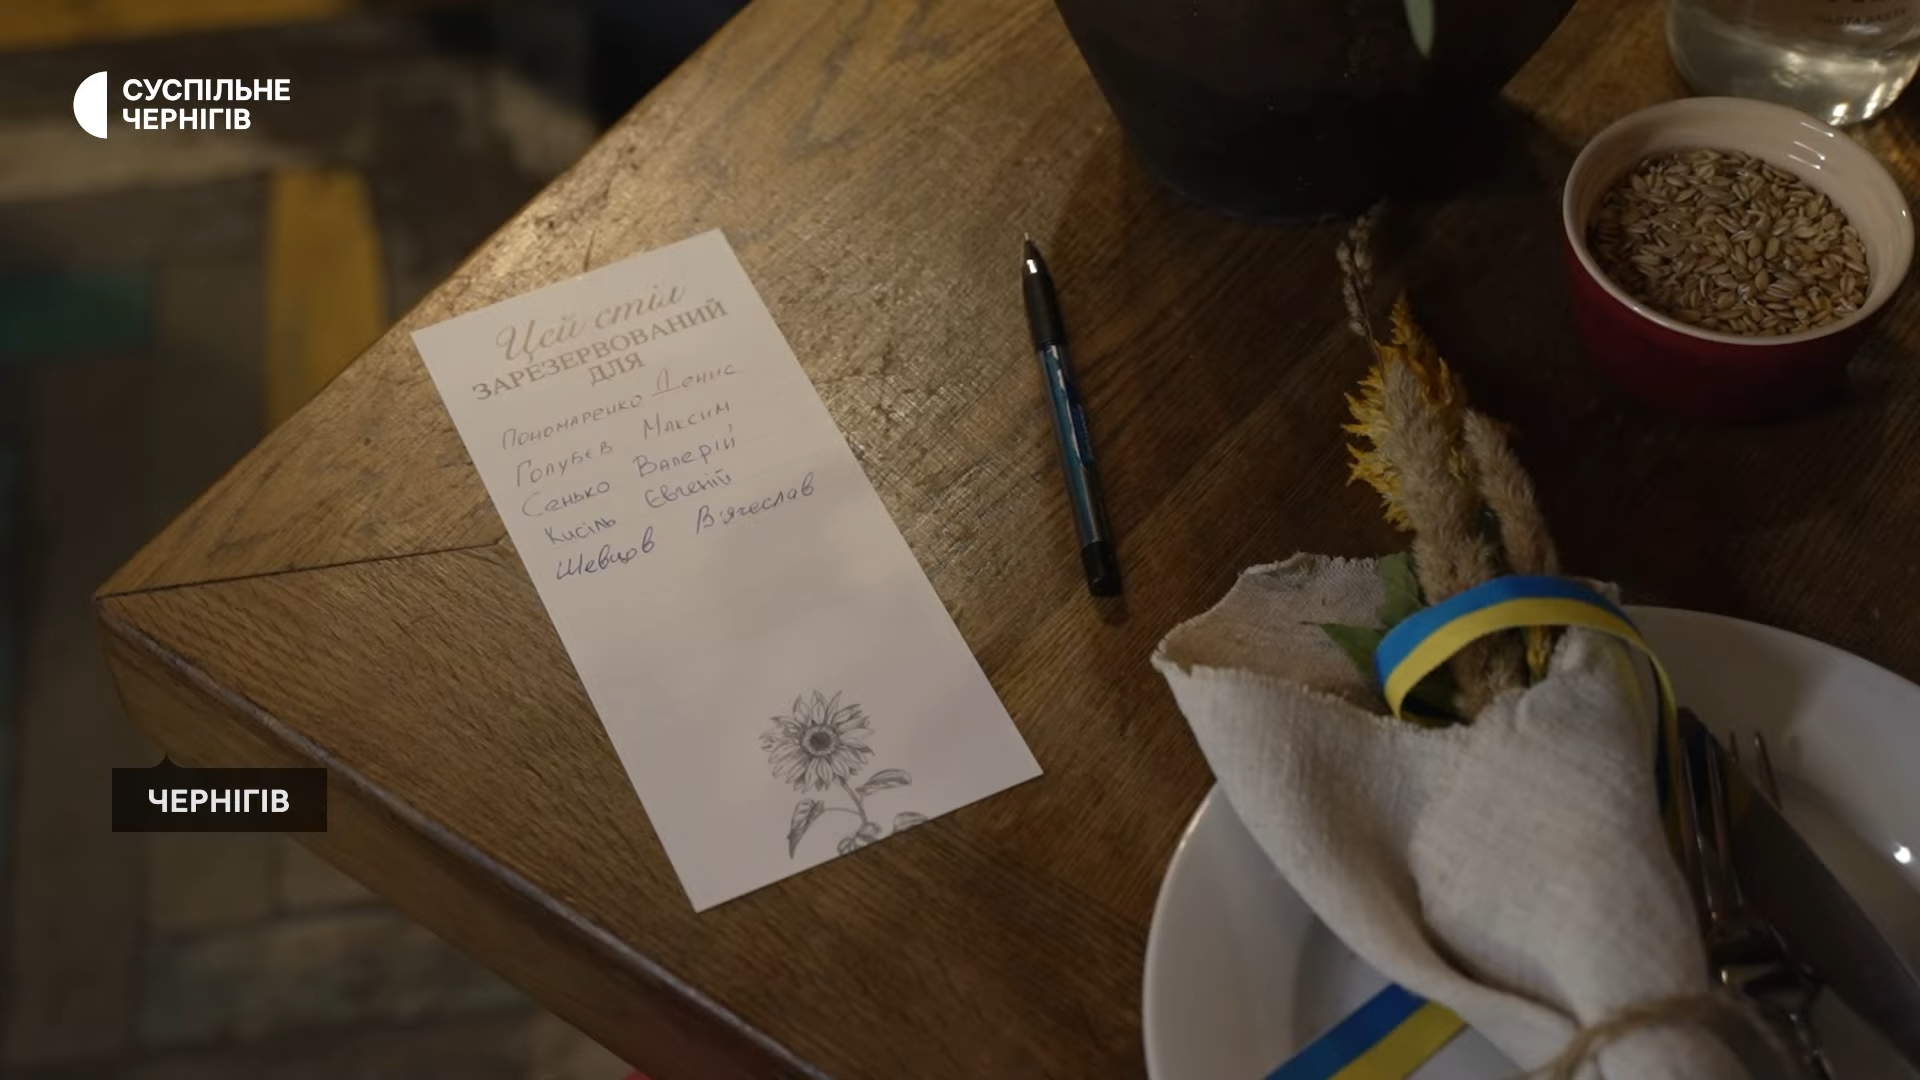 СУСПІЛЬНЕ
ЧЕРНІГІВ
Цей стіл
ЗАРЕЗЕРВОВАНИЙ
ДЛЯ
Пономаренко Денис
Голубєв Максим
Сенько Валерій
Кисіль Євгеній
Шевцов В'ячеслав
ЧЕРНІГІВ